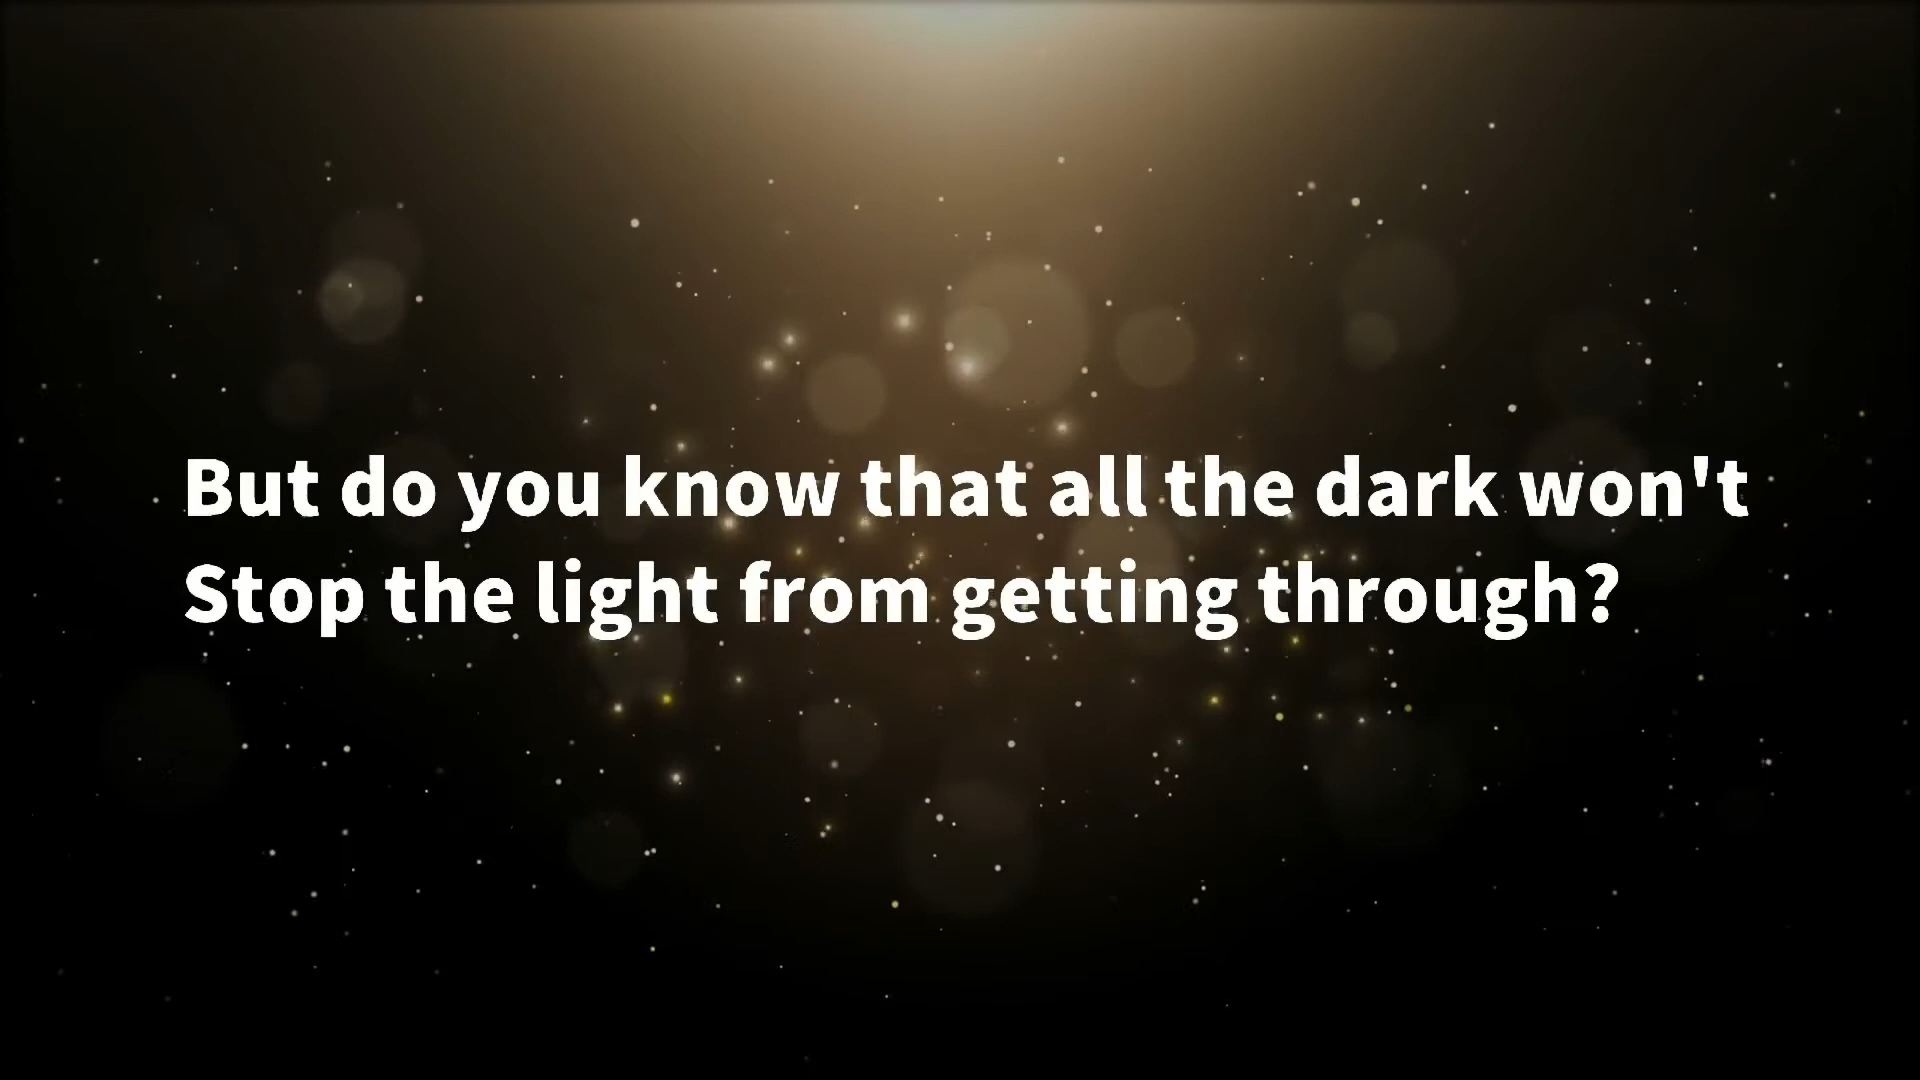 But do you know that all the dark won't
Stop the light from getting through?